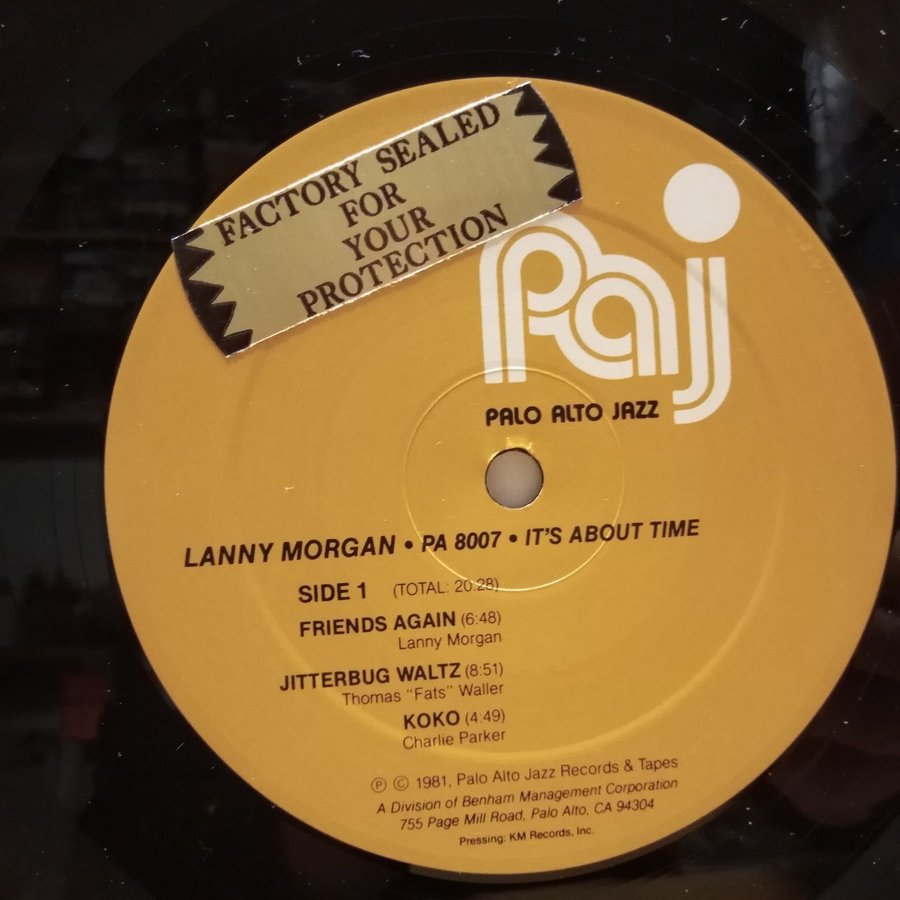 FACTORY SEALED
FOR
YOUR
PROTECTION
Paj
PALO ALTO JAZZ
LANNY MORGAN • PA 8007 • IT'S ABOUT TIME
SIDE 1 (TOTAL: 20:28)
FRIENDS AGAIN (6:48)
Lanny Morgan
JITTERBUG WALTZ (8:51)
Thomas "Fats" Waller
KOKO (4:49)
Charlie Parker
℗ © 1981, Palo Alto Jazz Records & Tapes
A Division of Benham Management Corporation
755 Page Mill Road, Palo Alto, CA 94304
Pressing: KM Records, Inc.